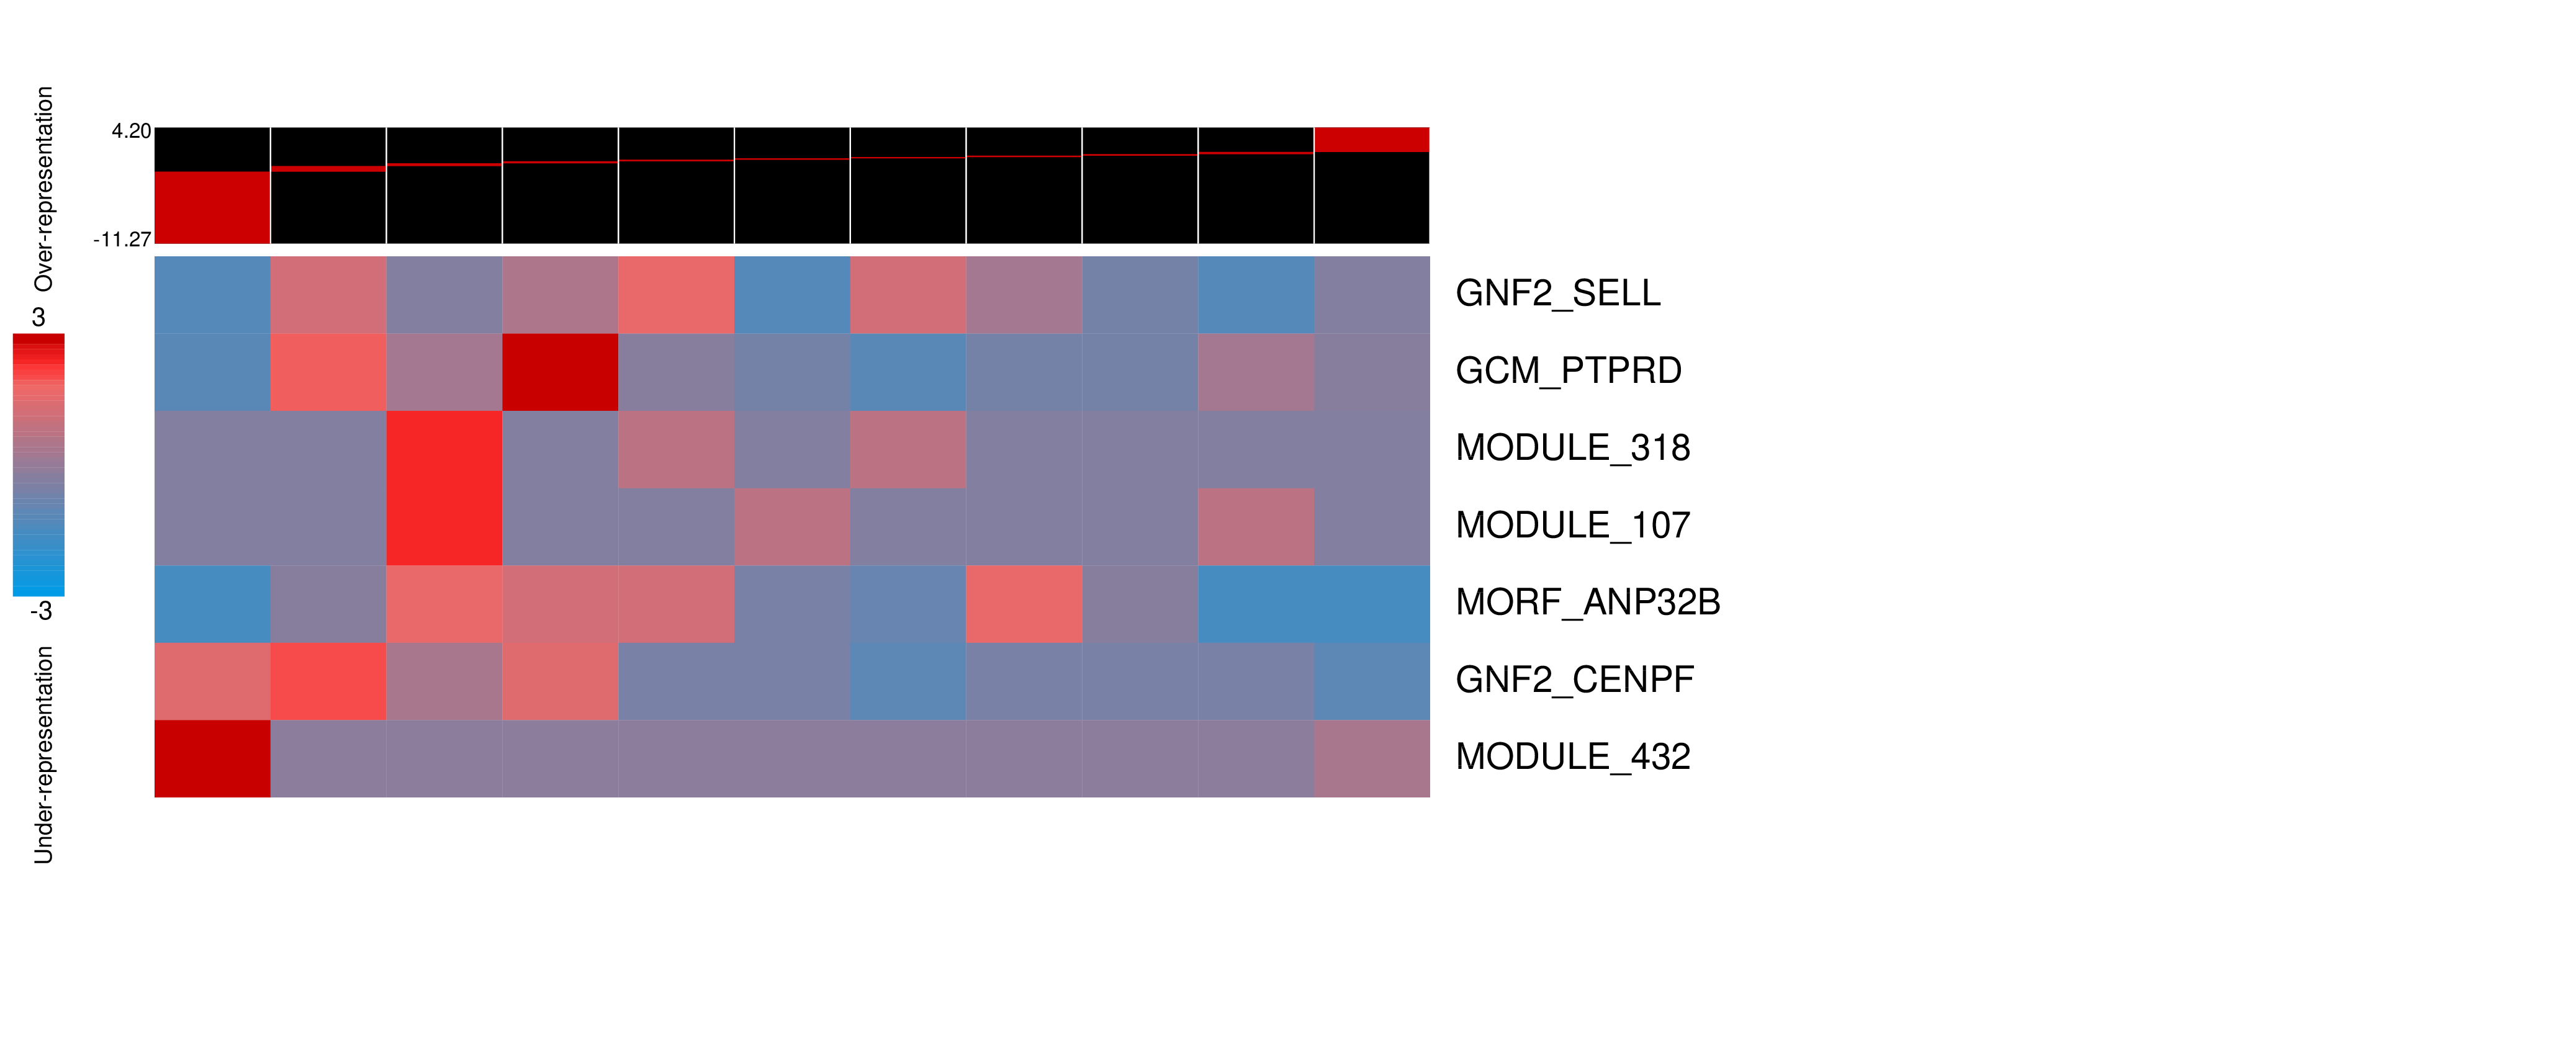 Over-representation
3
-3
Under-representation
4.20
-11.27
GNF2_SELL
GCM_PTPRD
MODULE_318
MODULE_107
MORF_ANP32B
GNF2_CENPF
MODULE_432